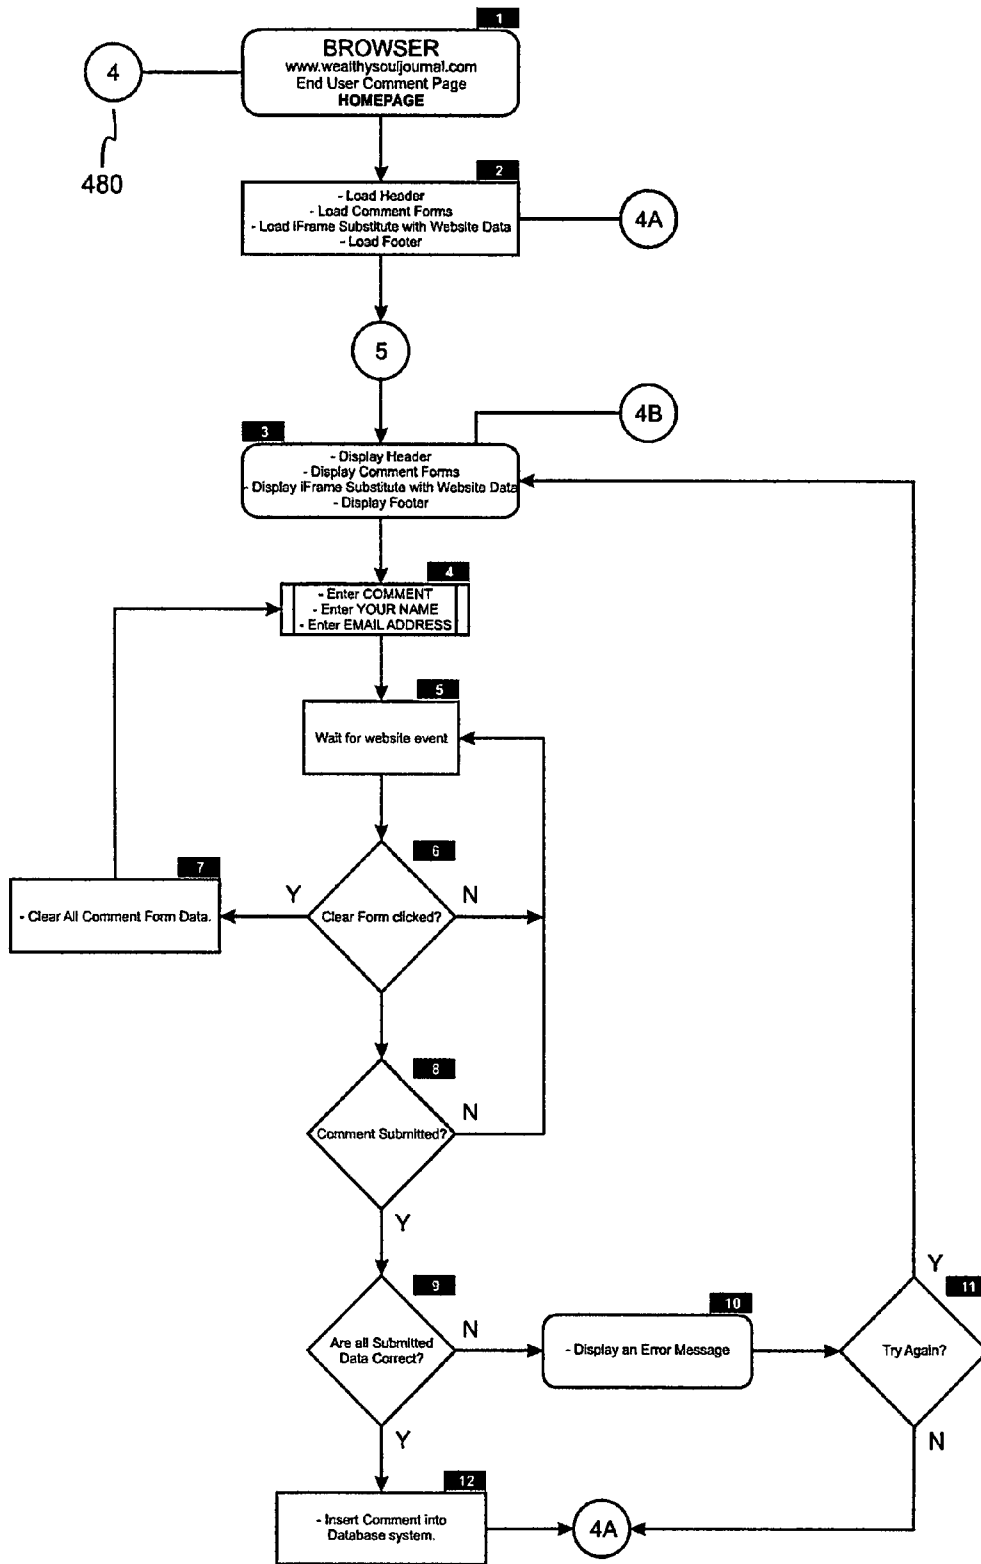 1
BROWSER
www.wealthysouljournal.com
End User Comment Page
HOMEPAGE
4
480
2
- Load Header
- Load Comment Forms
- Load iFrame Substitute with Website Data
- Load Footer
4A
5
4B
3
- Display Header
- Display Comment Forms
- Display iFrame Substitute with Website Data
- Display Footer
4
- Enter COMMENT
- Enter YOUR NAME
- Enter EMAIL ADDRESS
5
Wait for website event
6
Clear Form clicked?
Y
N
7
- Clear All Comment Form Data.
8
Comment Submitted?
N
Y
9
Are all Submitted
Data Correct?
N
Y
10
- Display an Error Message
Y
11
Try Again?
N
12
- Insert Comment into
Database system.
4A